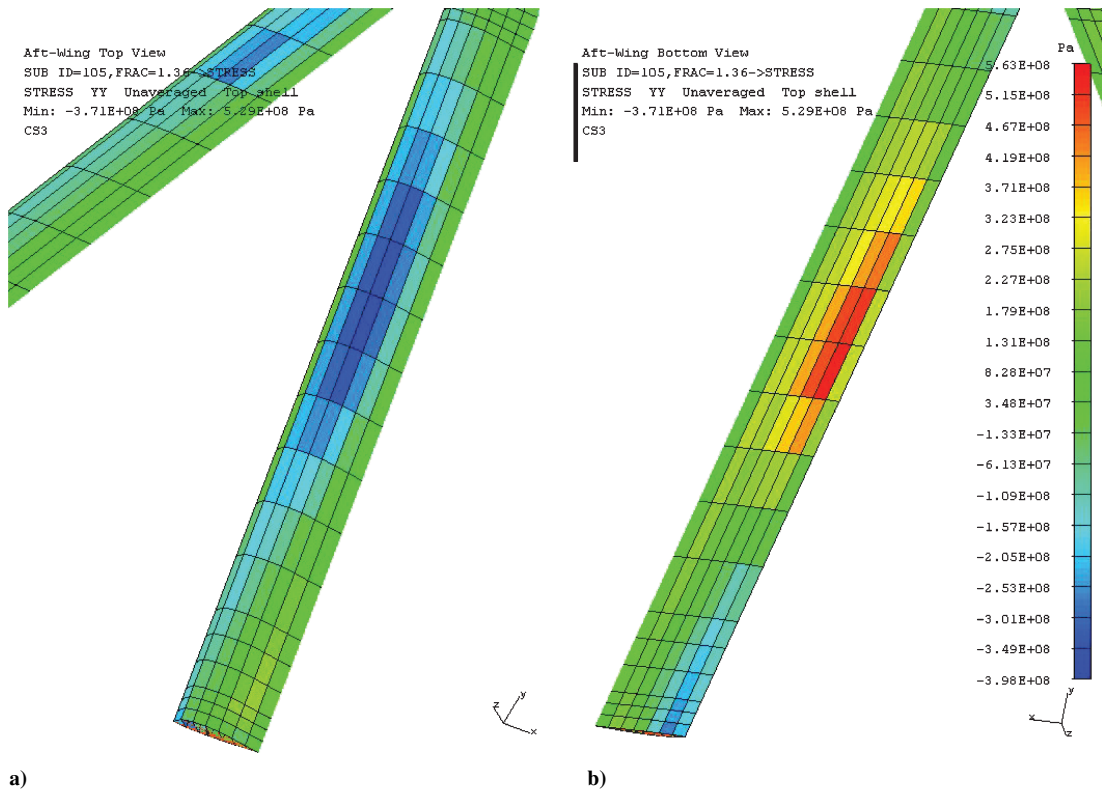 Aft-Wing Top View
SUB ID=105,FRAC=1.36->STRESS
STRESS YY Unaveraged Top shell
Min: -3.71E+08 Pa Max: 5.29E+08 Pa
CS3
z
y
x
a)
Aft-Wing Bottom View
SUB ID=105,FRAC=1.36->STRESS
STRESS YY Unaveraged Top shell
Min: -3.71E+08 Pa Max: 5.29E+08 Pa
CS3
Pa
5.63E+08
5.15E+08
4.67E+08
4.19E+08
3.71E+08
3.23E+08
2.75E+08
2.27E+08
1.79E+08
1.31E+08
8.28E+07
3.48E+07
-1.33E+07
-6.13E+07
-1.09E+08
-1.57E+08
-2.05E+08
-2.53E+08
-3.01E+08
-3.49E+08
-3.98E+08
y
x
z
b)